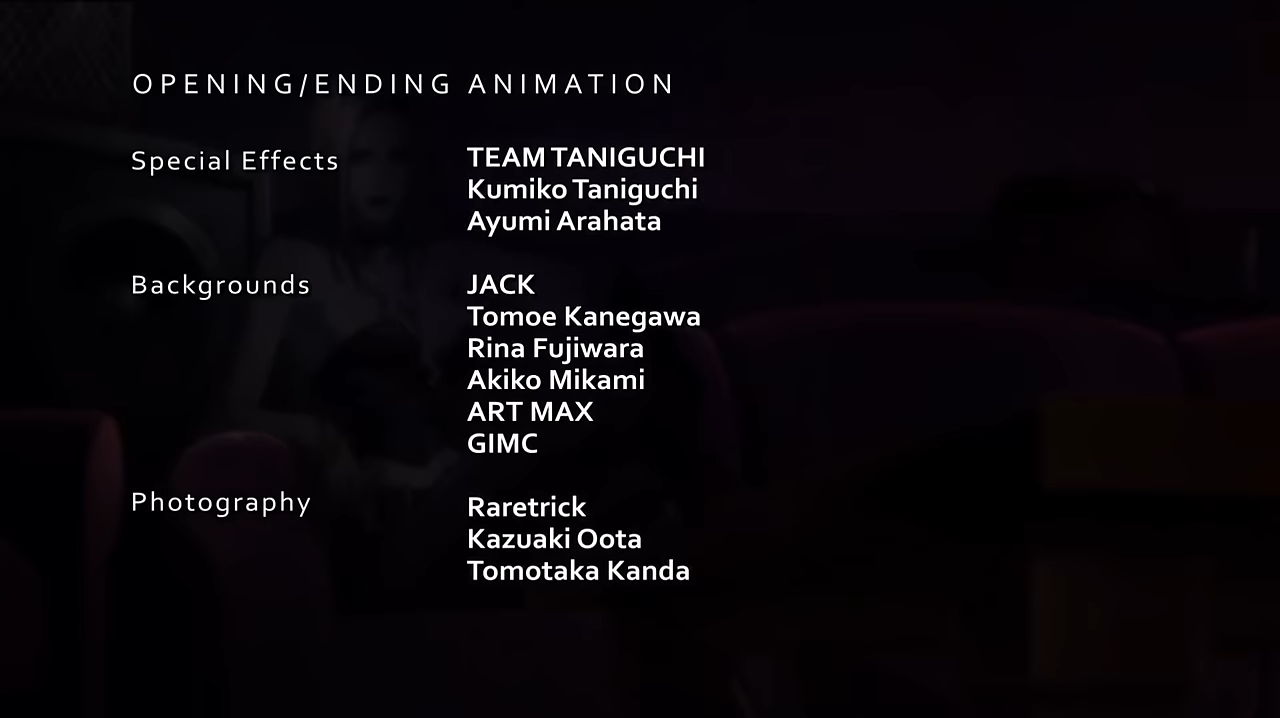 OPENING/ENDING ANIMATION
Special Effects
TEAM TANIGUCHI
Kumiko Taniguchi
Ayumi Arahata
Backgrounds
JACK
Tomoe Kanegawa
Rina Fujiwara
Akiko Mikami
ART MAX
GIMC
Photography
Raretrick
Kazuaki Oota
Tomotaka Kanda